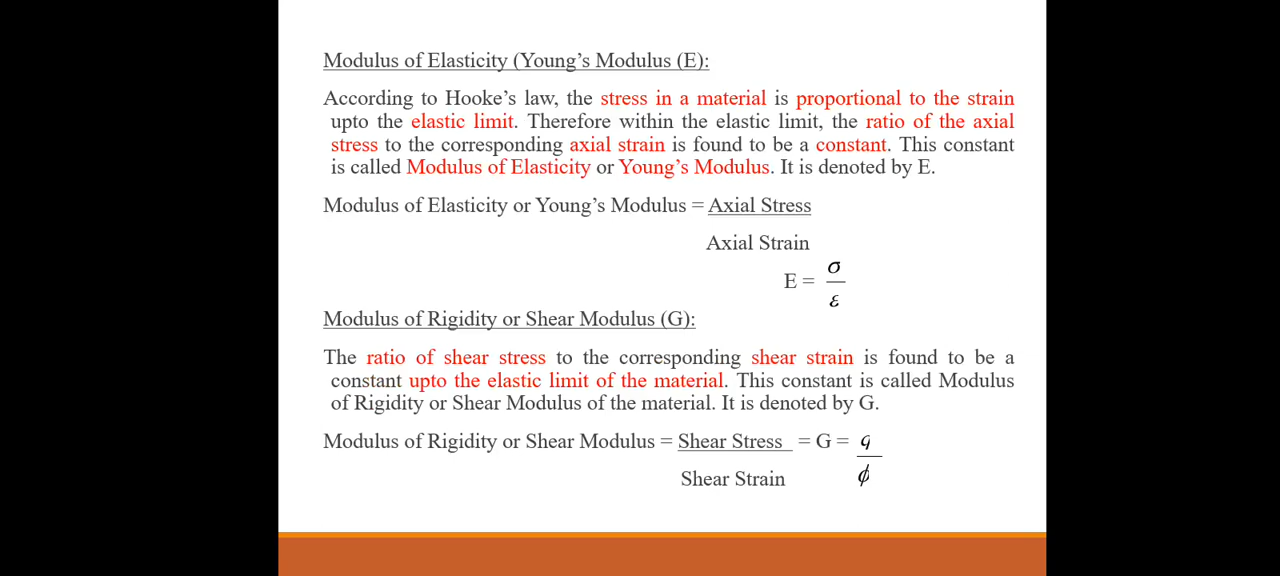 Modulus of Elasticity (Young’s Modulus (E):
According to Hooke’s law, the stress in a material is proportional to the strain
upto the elastic limit. Therefore within the elastic limit, the ratio of the axial
stress to the corresponding axial strain is found to be a constant. This constant
is called Modulus of Elasticity or Young’s Modulus. It is denoted by E.
Modulus of Elasticity or Young’s Modulus = Axial Stress
Axial Strain
E = σ
ε
Modulus of Rigidity or Shear Modulus (G):
The ratio of shear stress to the corresponding shear strain is found to be a
constant upto the elastic limit of the material. This constant is called Modulus
of Rigidity or Shear Modulus of the material. It is denoted by G.
Modulus of Rigidity or Shear Modulus = Shear Stress = G = q
Shear Strain ϕ